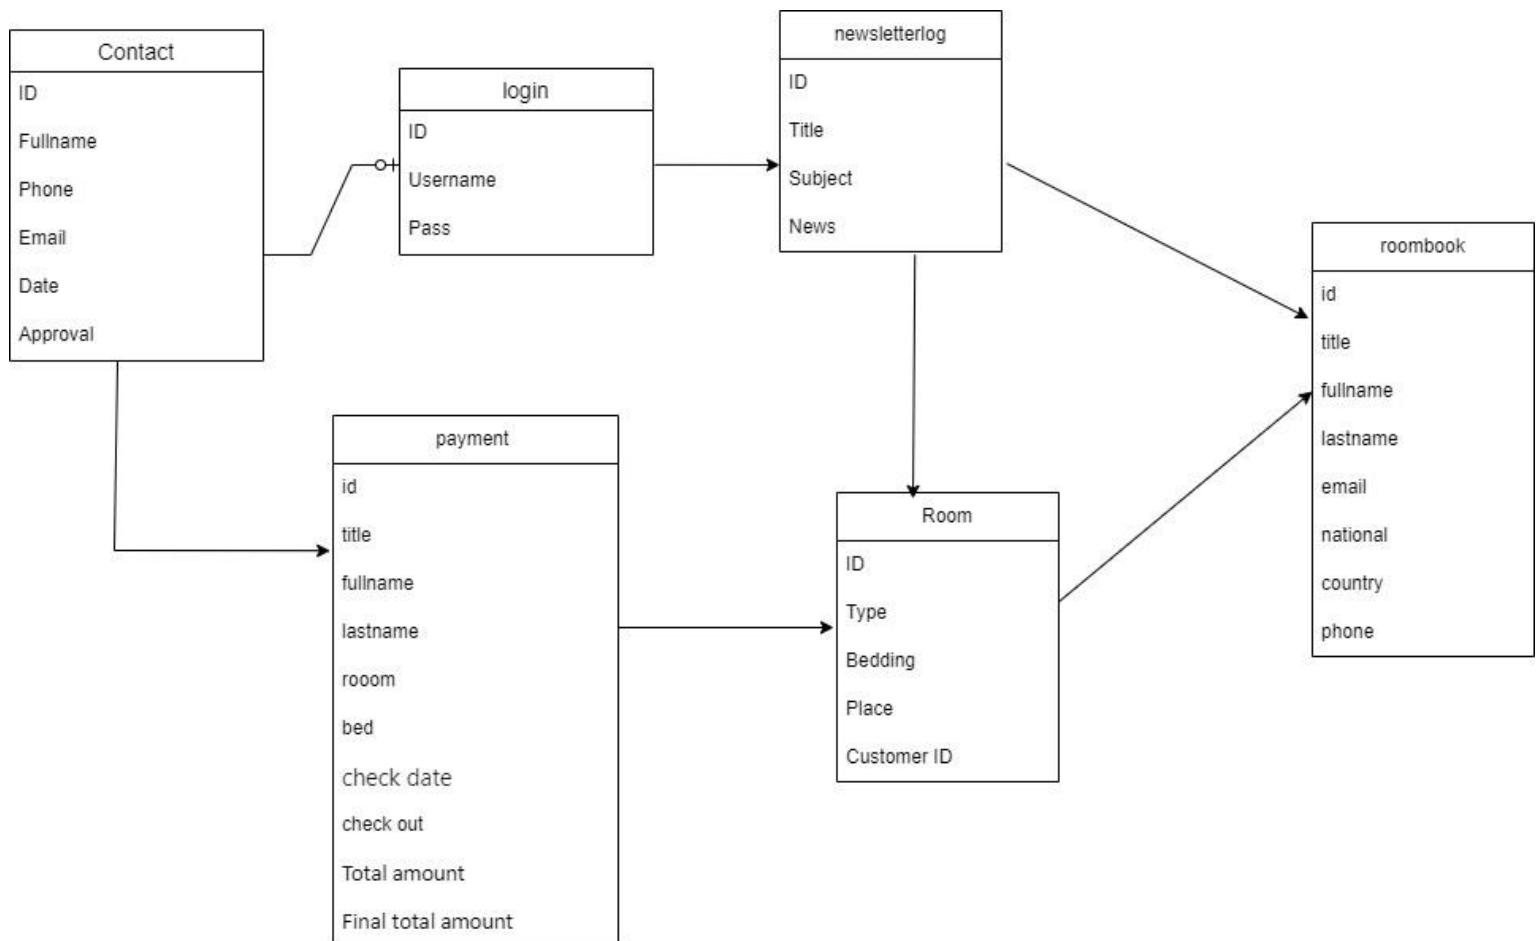 Contact
ID
Fullname
Phone
Email
Date
Approval
login
ID
Username
Pass
newsletterlog
ID
Title
Subject
News
roombook
id
title
fullname
lastname
email
national
country
phone
payment
id
title
fullname
lastname
rooom
bed
check date
check out
Total amount
Final total amount
Room
ID
Type
Bedding
Place
Customer ID